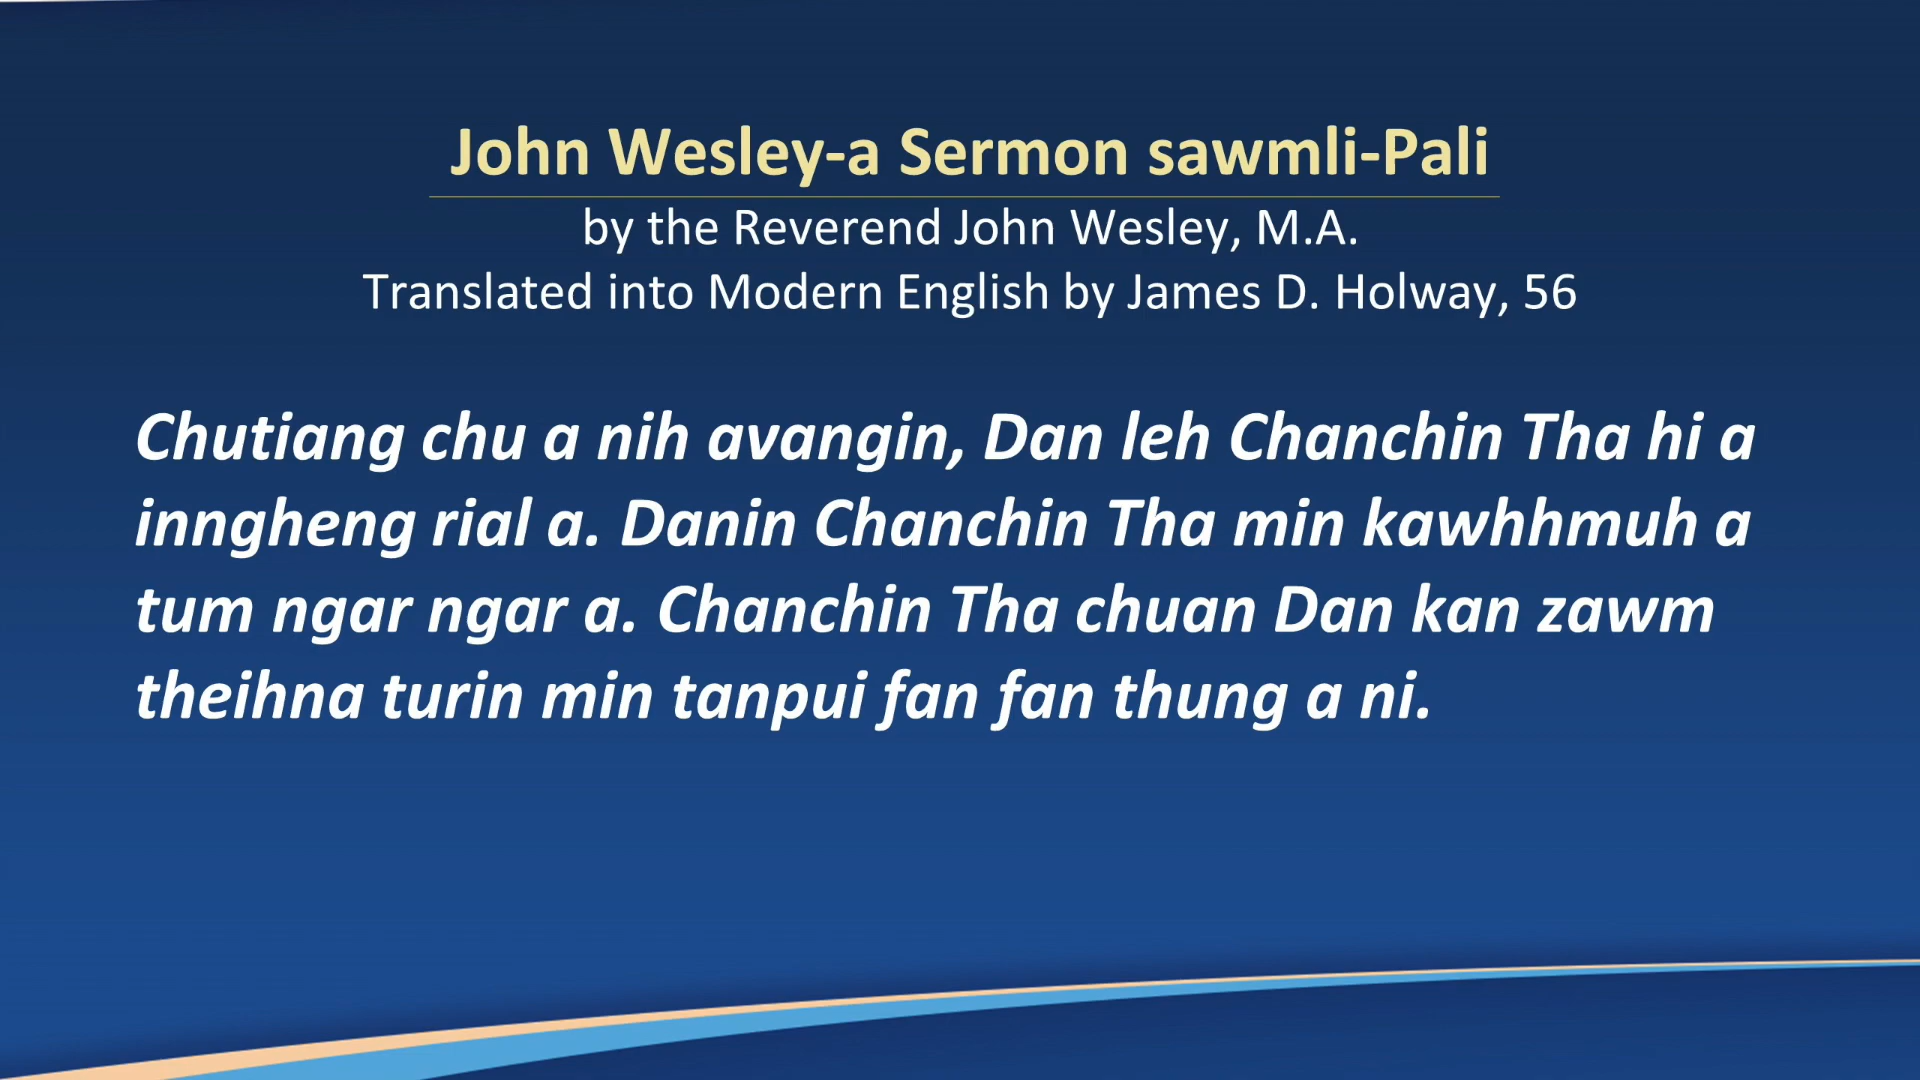 John Wesley-a Sermon sawmli-Pali
by the Reverend John Wesley, M.A.
Translated into Modern English by James D. Holway, 56
Chutiang chu a nih avangin, Dan leh Chanchin Tha hi a
inngheng rial a. Danin Chanchin Tha min kawhhmuh a
tum ngar ngar a. Chanchin Tha chuan Dan kan zawm
theihna turin min tanpui fan fan thung a ni.